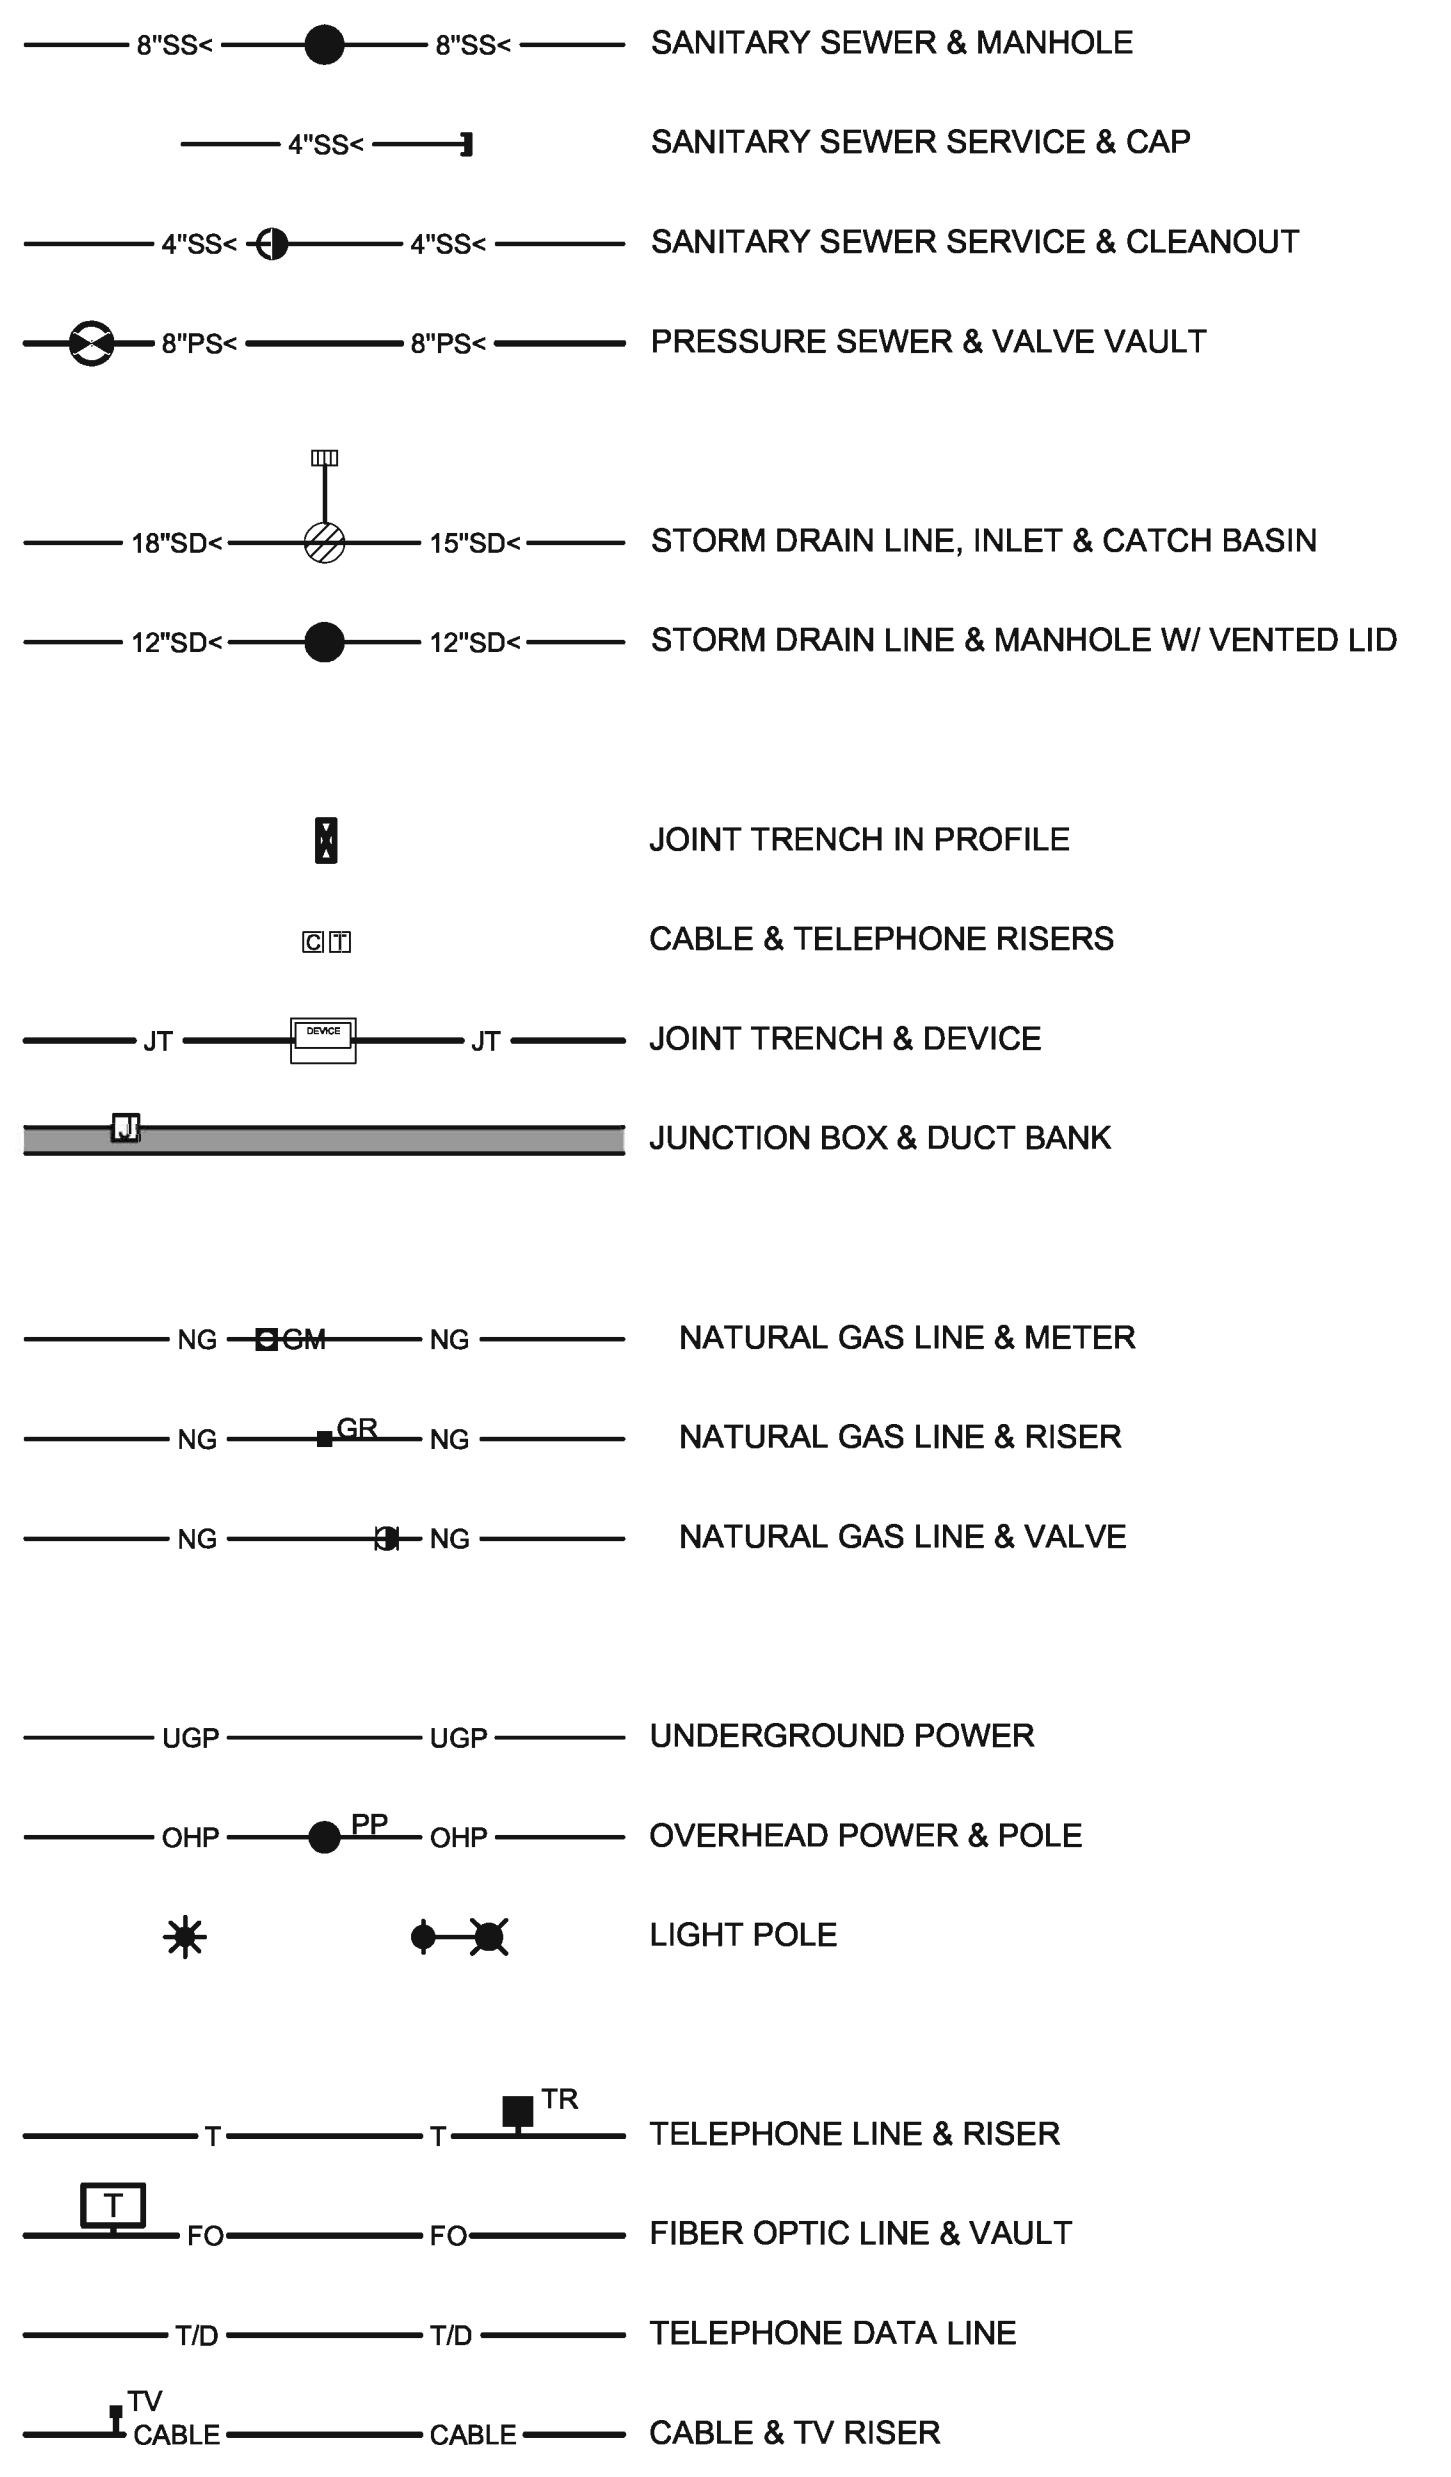 8"SS< 8"SS< SANITARY SEWER & MANHOLE
4"SS< SANITARY SEWER SERVICE & CAP
4"SS< 4"SS< SANITARY SEWER SERVICE & CLEANOUT
8"PS< 8"PS< PRESSURE SEWER & VALVE VAULT
18"SD< 15"SD< STORM DRAIN LINE, INLET & CATCH BASIN
12"SD< 12"SD< STORM DRAIN LINE & MANHOLE W/ VENTED LID
JOINT TRENCH IN PROFILE
C T CABLE & TELEPHONE RISERS
JT DEVICE JT JOINT TRENCH & DEVICE
J JUNCTION BOX & DUCT BANK
NG GM NG NATURAL GAS LINE & METER
NG GR NG NATURAL GAS LINE & RISER
NG NG NATURAL GAS LINE & VALVE
UGP UGP UNDERGROUND POWER
OHP PP OHP OVERHEAD POWER & POLE
LIGHT POLE
T T TR TELEPHONE LINE & RISER
T FO FO FIBER OPTIC LINE & VAULT
T/D T/D TELEPHONE DATA LINE
TV CABLE CABLE CABLE & TV RISER